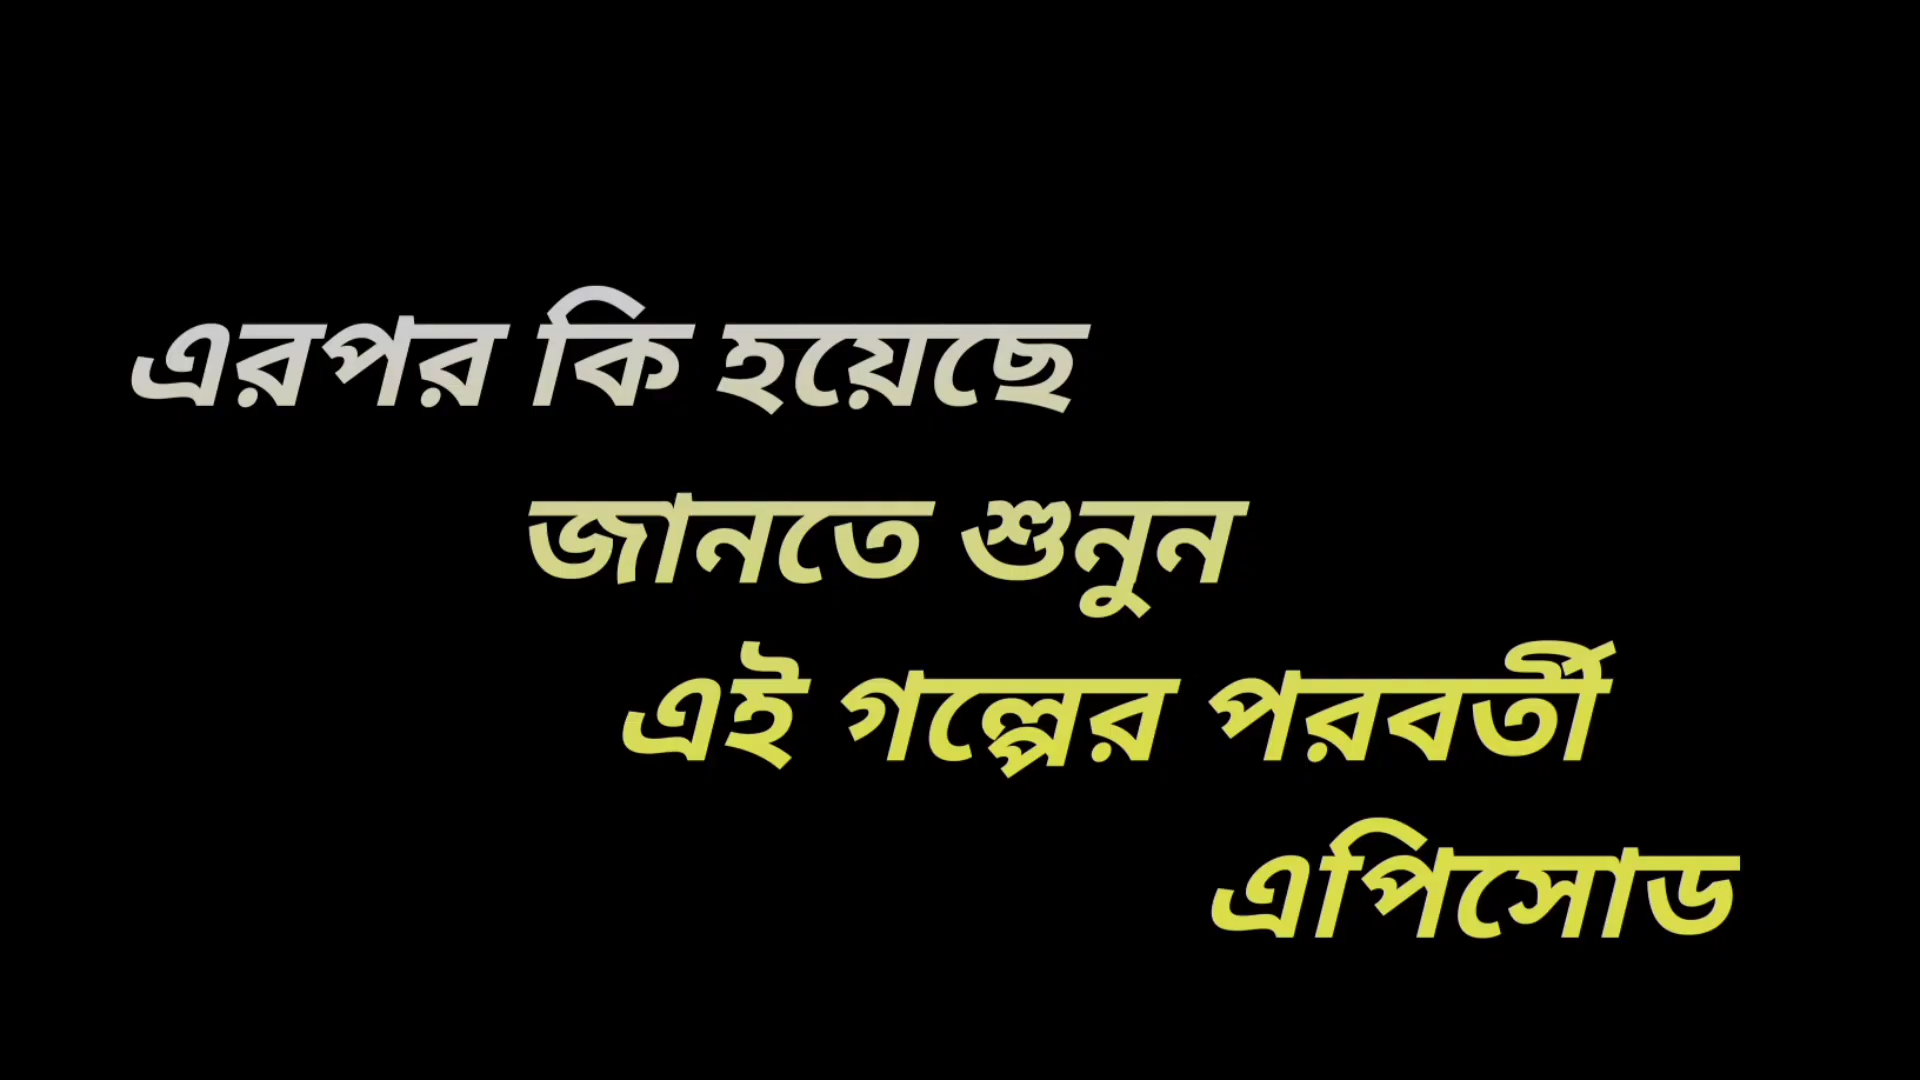 এরপর কি হয়েছে
জানতে শুনুন
এই গল্পের পরবর্তী
এপিসোড